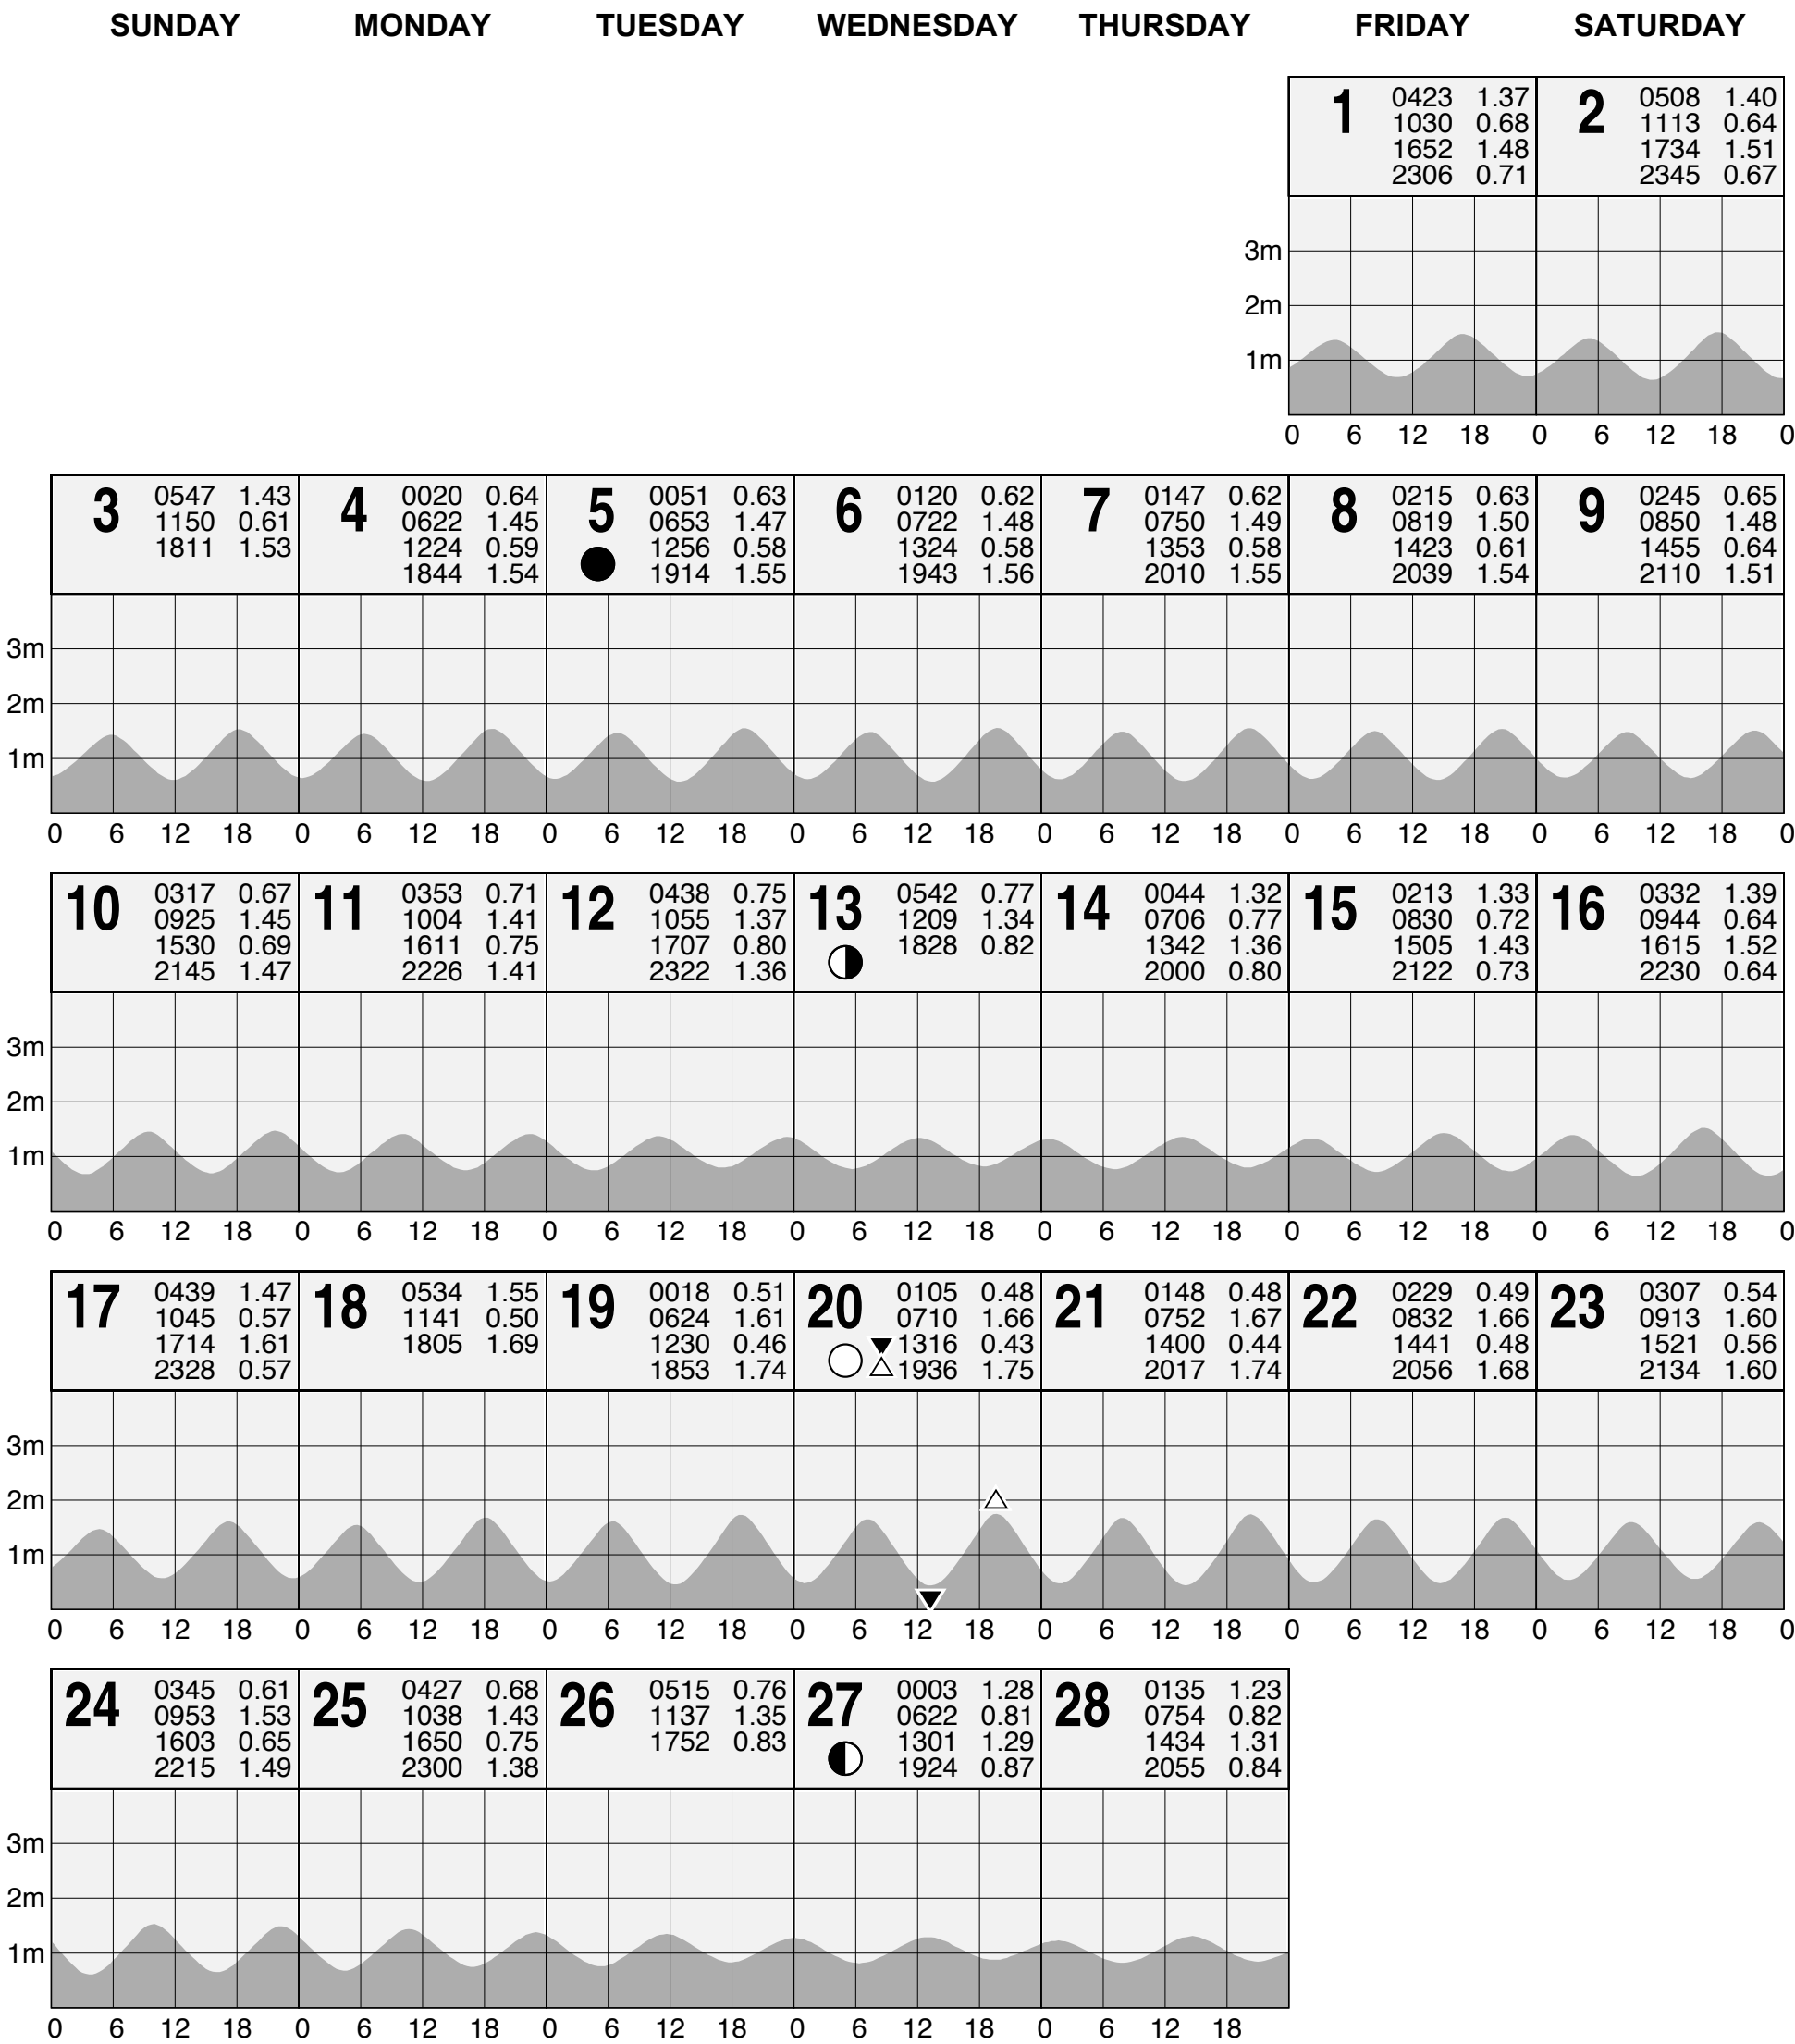 SUNDAY MONDAY TUESDAY WEDNESDAY THURSDAY FRIDAY SATURDAY
1 0423 1.37 2 0508 1.40
1030 0.68 1113 0.64
1652 1.48 1734 1.51
2306 0.71 2345 0.67
3m
2m
1m
0 6 12 18 0 6 12 18 0
3 0547 1.43 4 0020 0.64 5 0051 0.63 6 0120 0.62 7 0147 0.62 8 0215 0.63 9 0245 0.65
1150 0.61 0622 1.45 0653 1.47 0722 1.48 0750 1.49 0819 1.50 0850 1.48
1811 1.53 1224 0.59 1256 0.58 1324 0.58 1353 0.58 1423 0.61 1455 0.64
1844 1.54 1914 1.55 1943 1.56 2010 1.55 2039 1.54 2110 1.51
3m
2m
1m
0 6 12 18 0 6 12 18 0 6 12 18 0 6 12 18 0 6 12 18 0 6 12 18 0 6 12 18 0
10 0317 0.67 11 0353 0.71 12 0438 0.75 13 0542 0.77 14 0044 1.32 15 0213 1.33 16 0332 1.39
0925 1.45 1004 1.41 1055 1.37 1209 1.34 0706 0.77 0830 0.72 0944 0.64
1530 0.69 1611 0.75 1707 0.80 1828 0.82 1342 1.36 1505 1.43 1615 1.52
2145 1.47 2226 1.41 2322 1.36 2000 0.80 2122 0.73 2230 0.64
3m
2m
1m
0 6 12 18 0 6 12 18 0 6 12 18 0 6 12 18 0 6 12 18 0 6 12 18 0 6 12 18 0
17 0439 1.47 18 0534 1.55 19 0018 0.51 20 0105 0.48 21 0148 0.48 22 0229 0.49 23 0307 0.54
1045 0.57 1141 0.50 0624 1.61 0710 1.66 0752 1.67 0832 1.66 0913 1.60
1714 1.61 1805 1.69 1230 0.46 1316 0.43 1400 0.44 1441 0.48 1521 0.56
2328 0.57 1853 1.74 1936 1.75 2017 1.74 2056 1.68 2134 1.60
3m
2m
1m
0 6 12 18 0 6 12 18 0 6 12 18 0 6 12 18 0 6 12 18 0 6 12 18 0 6 12 18 0
24 0345 0.61 25 0427 0.68 26 0515 0.76 27 0003 1.28 28 0135 1.23
0953 1.53 1038 1.43 1137 1.35 0622 0.81 0754 0.82
1603 0.65 1650 0.75 1752 0.83 1301 1.29 1434 1.31
2215 1.49 2300 1.38 1924 0.87 2055 0.84
3m
2m
1m
0 6 12 18 0 6 12 18 0 6 12 18 0 6 12 18 0 6 12 18